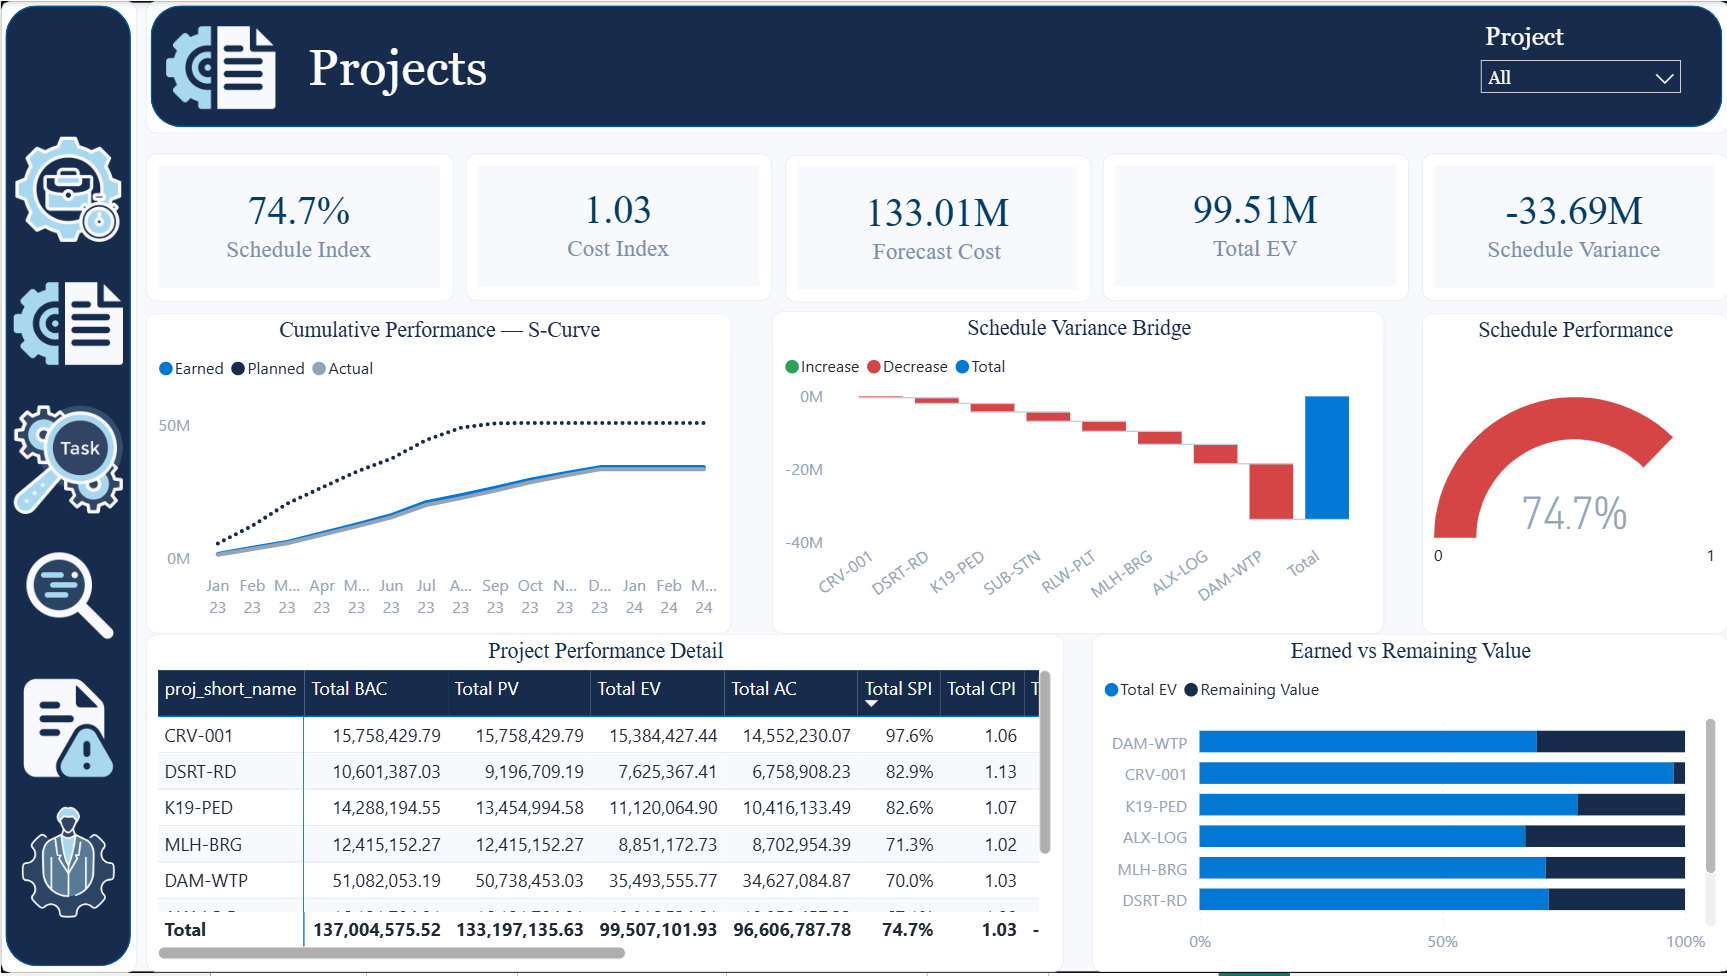 Projects
Project
All
Task
74.7%
Schedule Index
1.03
Cost Index
133.01M
Forecast Cost
99.51M
Total EV
-33.69M
Schedule Variance
Cumulative Performance — S-Curve
Earned Planned Actual
50M
0M
Jan Feb M... Apr M... Jun Jul A... Sep Oct N... D... Jan Feb M...
23 23 23 23 23 23 23 23 23 23 23 23 24 24 24
Schedule Variance Bridge
Increase Decrease Total
0M
-20M
-40M
CRV-001 DSRT-RD K19-PED SUB-STN RLW-PLT MLH-BRG ALX-LOG DAM-WTP Total
Schedule Performance
74.7%
0 1
Project Performance Detail
proj_short_name Total BAC Total PV Total EV Total AC Total SPI Total CPI T
CRV-001 15,758,429.79 15,758,429.79 15,384,427.44 14,552,230.07 97.6% 1.06
DSRT-RD 10,601,387.03 9,196,709.19 7,625,367.41 6,758,908.23 82.9% 1.13
K19-PED 14,288,194.55 13,454,994.58 11,120,064.90 10,416,133.49 82.6% 1.07
MLH-BRG 12,415,152.27 12,415,152.27 8,851,172.73 8,702,954.39 71.3% 1.02
DAM-WTP 51,082,053.19 50,738,453.03 35,493,555.77 34,627,084.87 70.0% 1.03
Total 137,004,575.52 133,197,135.63 99,507,101.93 96,606,787.78 74.7% 1.03 -
Earned vs Remaining Value
Total EV Remaining Value
DAM-WTP
CRV-001
K19-PED
ALX-LOG
MLH-BRG
DSRT-RD
0% 50% 100%